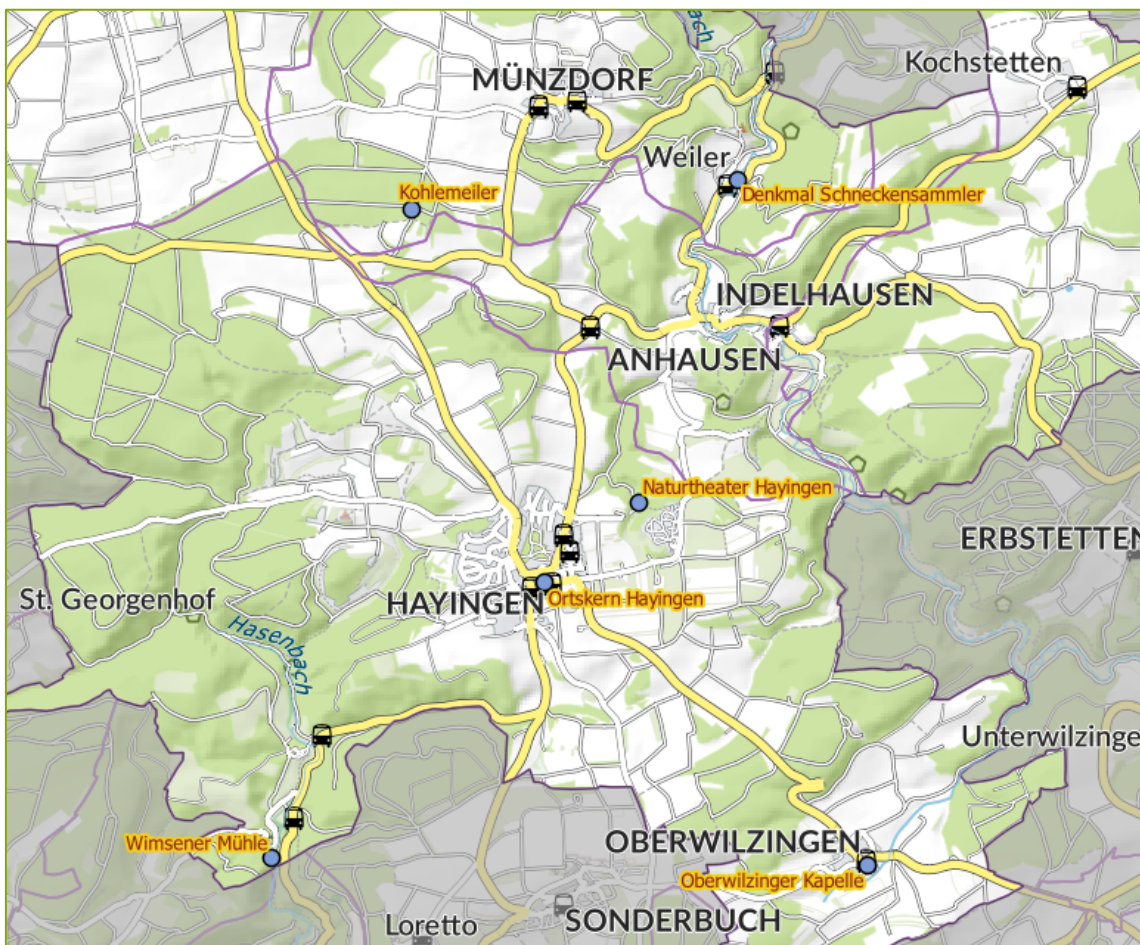 bach
Kochstetten
MÜNZDORF
Weiler
Kohlemeiler
Denkmal Schneckensammler
INDELHAUSEN
ANHAUSEN
Naturtheater Hayingen
ERBSTETTEN
St. Georgenhof
HAYINGEN
Ortskern Hayingen
Hasenbach
Unterwilzinge
Wimsener Mühle
OBERWILZINGEN
Oberwilzinger Kapelle
Loretto
SONDERBUCH